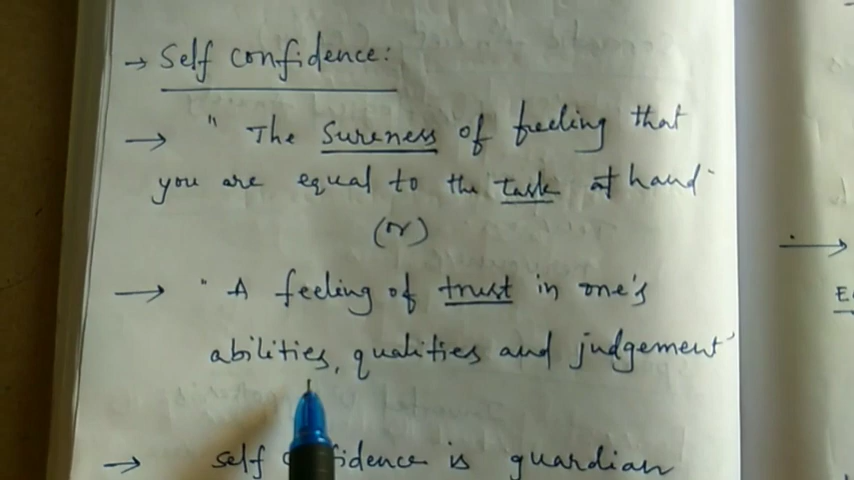 → Self confidence:
→ " The Sureness of feeling that
you are equal to the task at hand
(or)
→ " A feeling of trust in one's
abilities, qualities and judgement"
→ self confidence is guardian